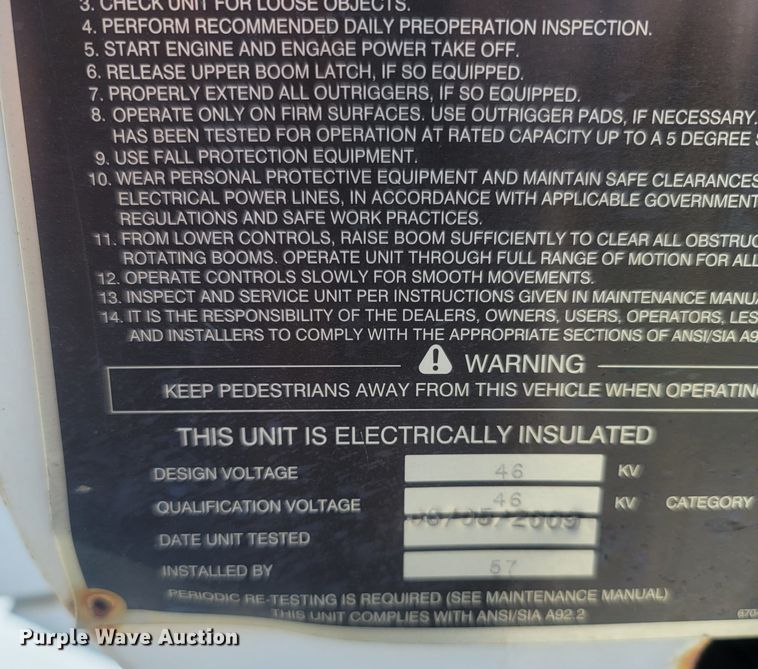 3. CHECK UNIT FOR LOOSE OBJECTS.
4. PERFORM RECOMMENDED DAILY PREOPERATION INSPECTION.
5. START ENGINE AND ENGAGE POWER TAKE OFF.
6. RELEASE UPPER BOOM LATCH, IF SO EQUIPPED.
7. PROPERLY EXTEND ALL OUTRIGGERS, IF SO EQUIPPED.
8. OPERATE ONLY ON FIRM SURFACES. USE OUTRIGGER PADS, IF NECESSARY.
HAS BEEN TESTED FOR OPERATION AT RATED CAPACITY UP TO A 5 DEGREE S
9. USE FALL PROTECTION EQUIPMENT.
10. WEAR PERSONAL PROTECTIVE EQUIPMENT AND MAINTAIN SAFE CLEARANCES
ELECTRICAL POWER LINES, IN ACCORDANCE WITH APPLICABLE GOVERNMENT
REGULATIONS AND SAFE WORK PRACTICES.
11. FROM LOWER CONTROLS, RAISE BOOM SUFFICIENTLY TO CLEAR ALL OBSTRUC
ROTATING BOOMS. OPERATE UNIT THROUGH FULL RANGE OF MOTION FOR ALL
12. OPERATE CONTROLS SLOWLY FOR SMOOTH MOVEMENTS.
13. INSPECT AND SERVICE UNIT PER INSTRUCTIONS GIVEN IN MAINTENANCE MANUA
14. IT IS THE RESPONSIBILITY OF THE DEALERS, OWNERS, USERS, OPERATORS, LES
AND INSTALLERS TO COMPLY WITH THE APPROPRIATE SECTIONS OF ANSI/SIA A9
WARNING
KEEP PEDESTRIANS AWAY FROM THIS VEHICLE WHEN OPERATIN
THIS UNIT IS ELECTRICALLY INSULATED
DESIGN VOLTAGE 46 KV
QUALIFICATION VOLTAGE 46 KV CATEGORY
DATE UNIT TESTED 06/05/2009
INSTALLED BY 57
PERIODIC RE-TESTING IS REQUIRED (SEE MAINTENANCE MANUAL)
THIS UNIT COMPLIES WITH ANSI/SIA A92.2 670
Purple Wave Auction